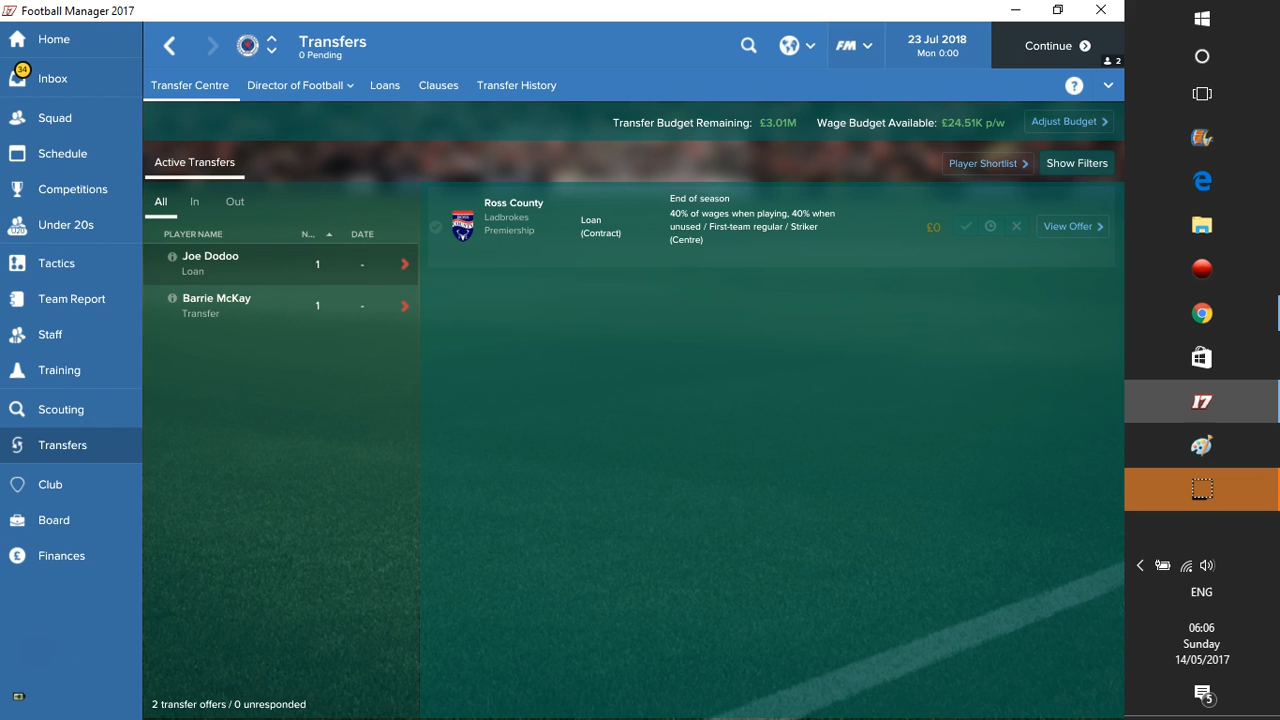 17 Football Manager 2017
Home
34
Inbox
Squad
Schedule
Competitions
U20
Under 20s
Tactics
Team Report
Staff
Training
Scouting
Transfers
Club
Board
Finances
Transfers
0 Pending
FM
23 Jul 2018
Mon 0:00
Continue
2
Transfer Centre
Director of Football
Loans
Clauses
Transfer History
?
Transfer Budget Remaining: £3.01M
Wage Budget Available: £24.51K p/w
Adjust Budget
Active Transfers
Player Shortlist
Show Filters
All
In
Out
PLAYER NAME
N...
DATE
Joe Dodoo
Loan
1
-
Barrie McKay
Transfer
1
-
Ross County
Ladbrokes
Premiership
Loan
(Contract)
End of season
40% of wages when playing, 40% when
unused / First-team regular / Striker
(Centre)
£0
View Offer
2 transfer offers / 0 unresponded
17
ENG
06:06
Sunday
14/05/2017
5